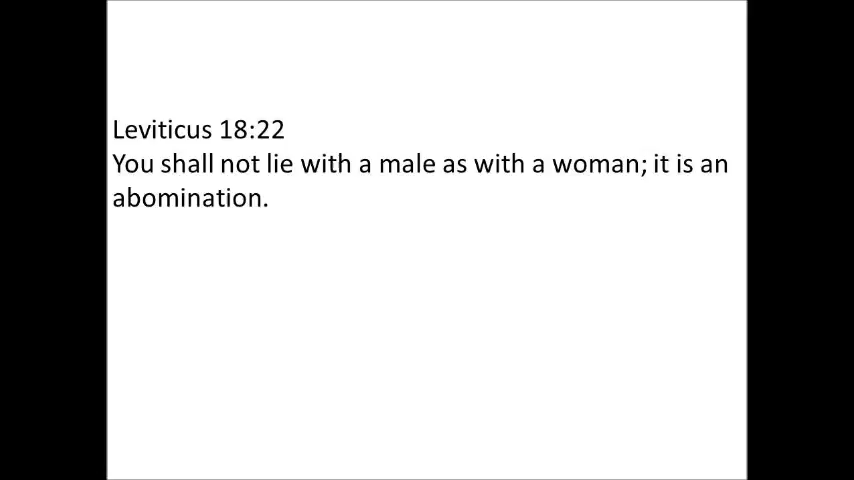 Leviticus 18:22
You shall not lie with a male as with a woman; it is an
abomination.